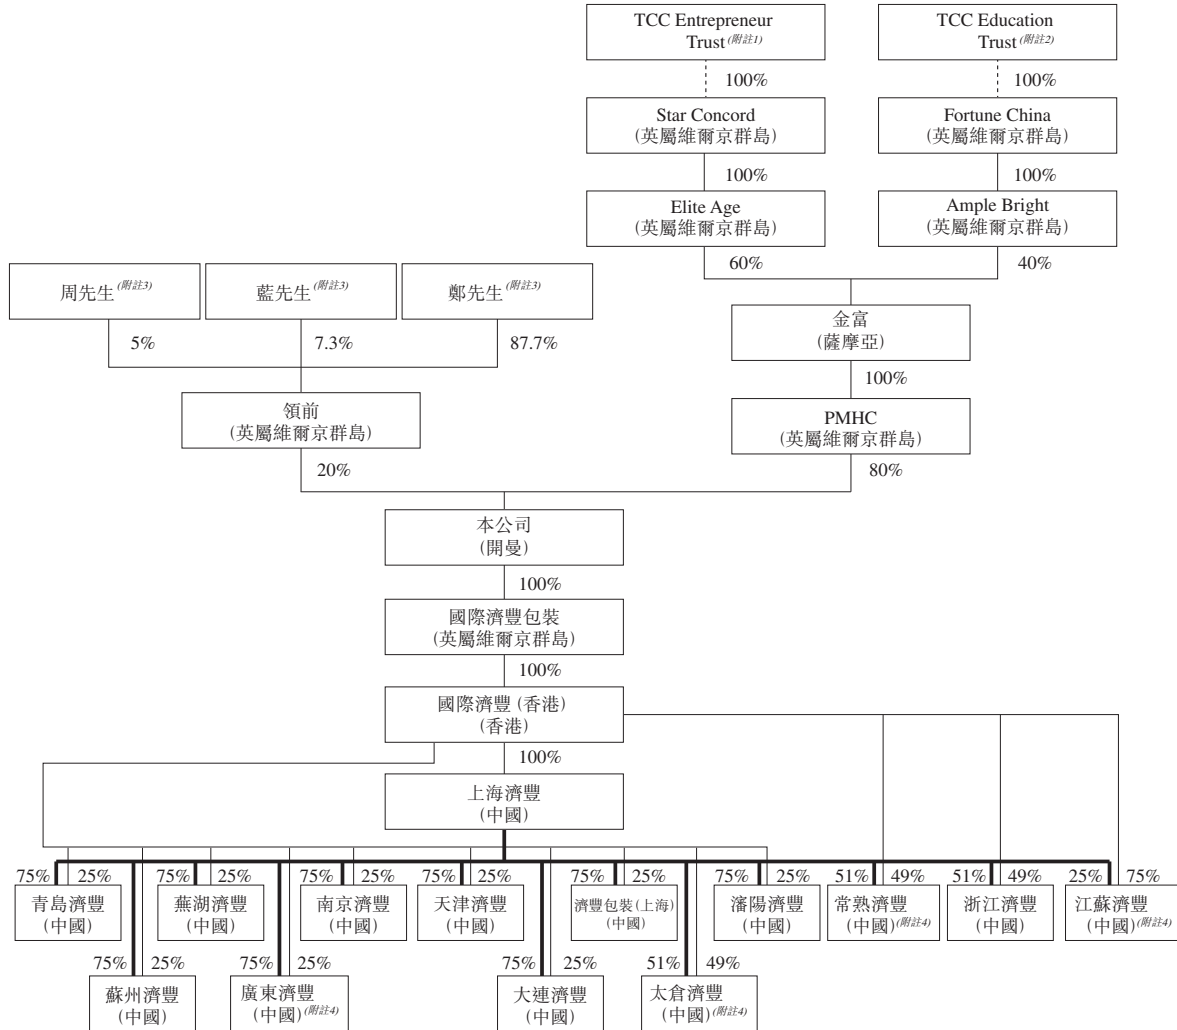 TCC Entrepreneur
Trust(附註1)
TCC Education
Trust(附註2)
100%
100%
Star Concord
(英屬維爾京群島)
Fortune China
(英屬維爾京群島)
100%
100%
Elite Age
(英屬維爾京群島)
Ample Bright
(英屬維爾京群島)
60%
40%
周先生(附註3)
藍先生(附註3)
鄭先生(附註3)
金富
(薩摩亞)
5%
7.3%
87.7%
100%
領前
(英屬維爾京群島)
PMHC
(英屬維爾京群島)
20%
80%
本公司
(開曼)
100%
國際濟豐包裝
(英屬維爾京群島)
100%
國際濟豐(香港)
(香港)
100%
上海濟豐
(中國)
75% 25%
75% 25%
75% 25%
75% 25%
75% 25%
75% 25%
51% 49%
51% 49%
25% 75%
青島濟豐
(中國)
蕪湖濟豐
(中國)
南京濟豐
(中國)
天津濟豐
(中國)
濟豐包裝(上海)
(中國)
瀋陽濟豐
(中國)
常熟濟豐
(中國)(附註4)
浙江濟豐
(中國)
江蘇濟豐
(中國)(附註4)
75% 25%
75% 25%
75% 25%
51% 49%
蘇州濟豐
(中國)
廣東濟豐
(中國)(附註4)
大連濟豐
(中國)
太倉濟豐
(中國)(附註4)